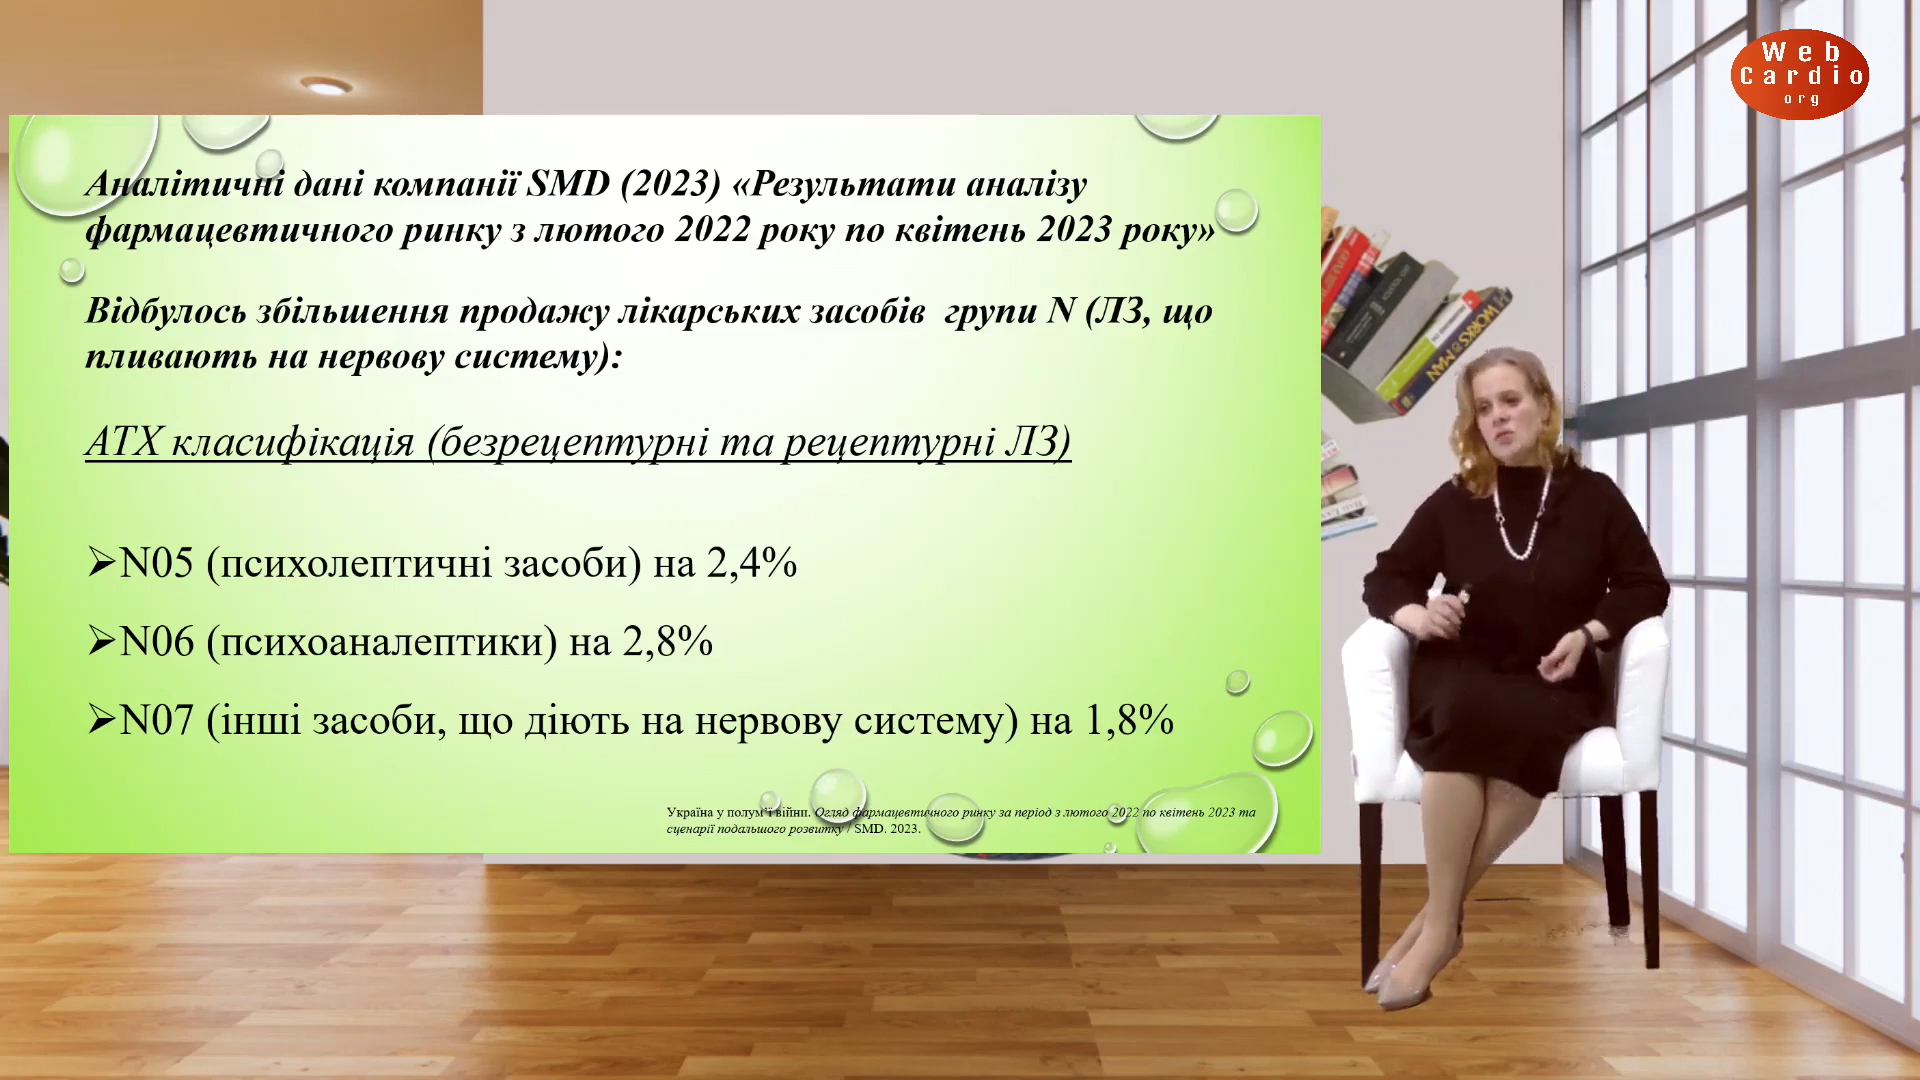 Web
Cardio
org
Аналітичні дані компанії SMD (2023) «Результати аналізу
фармацевтичного ринку з лютого 2022 року по квітень 2023 року»
Відбулось збільшення продажу лікарських засобів групи N (ЛЗ, що
пливають на нервову систему):
АТХ класифікація (безрецептурні та рецептурні ЛЗ)
➢N05 (психолептичні засоби) на 2,4%
➢N06 (психоаналептики) на 2,8%
➢N07 (інші засоби, що діють на нервову систему) на 1,8%
Україна у полум'ї війни. Огляд фармацевтичного ринку за період з лютого 2022 по квітень 2023 та
сценарії подальшого розвитку / SMD. 2023.
WORKS MAN